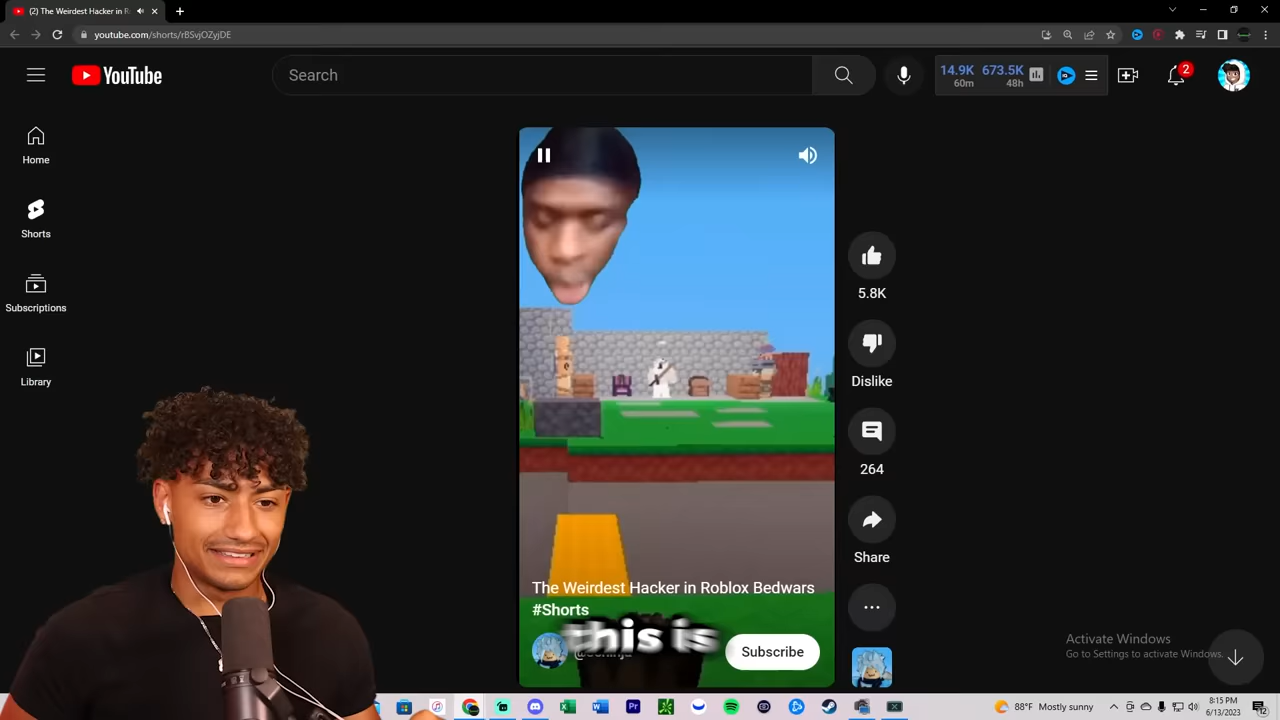 (2) The Weirdest Hacker in R
youtube.com/shorts/rBSvjOZyjDE
YouTube
Search
14.9K 673.5K
60m 48h
2
Home
Shorts
Subscriptions
Library
5.8K
Dislike
264
Share
The Weirdest Hacker in Roblox Bedwars
#Shorts
this is
Subscribe
Activate Windows
Go to Settings to activate Windows.
88°F Mostly sunny
8:15 PM
6/13/2023
12